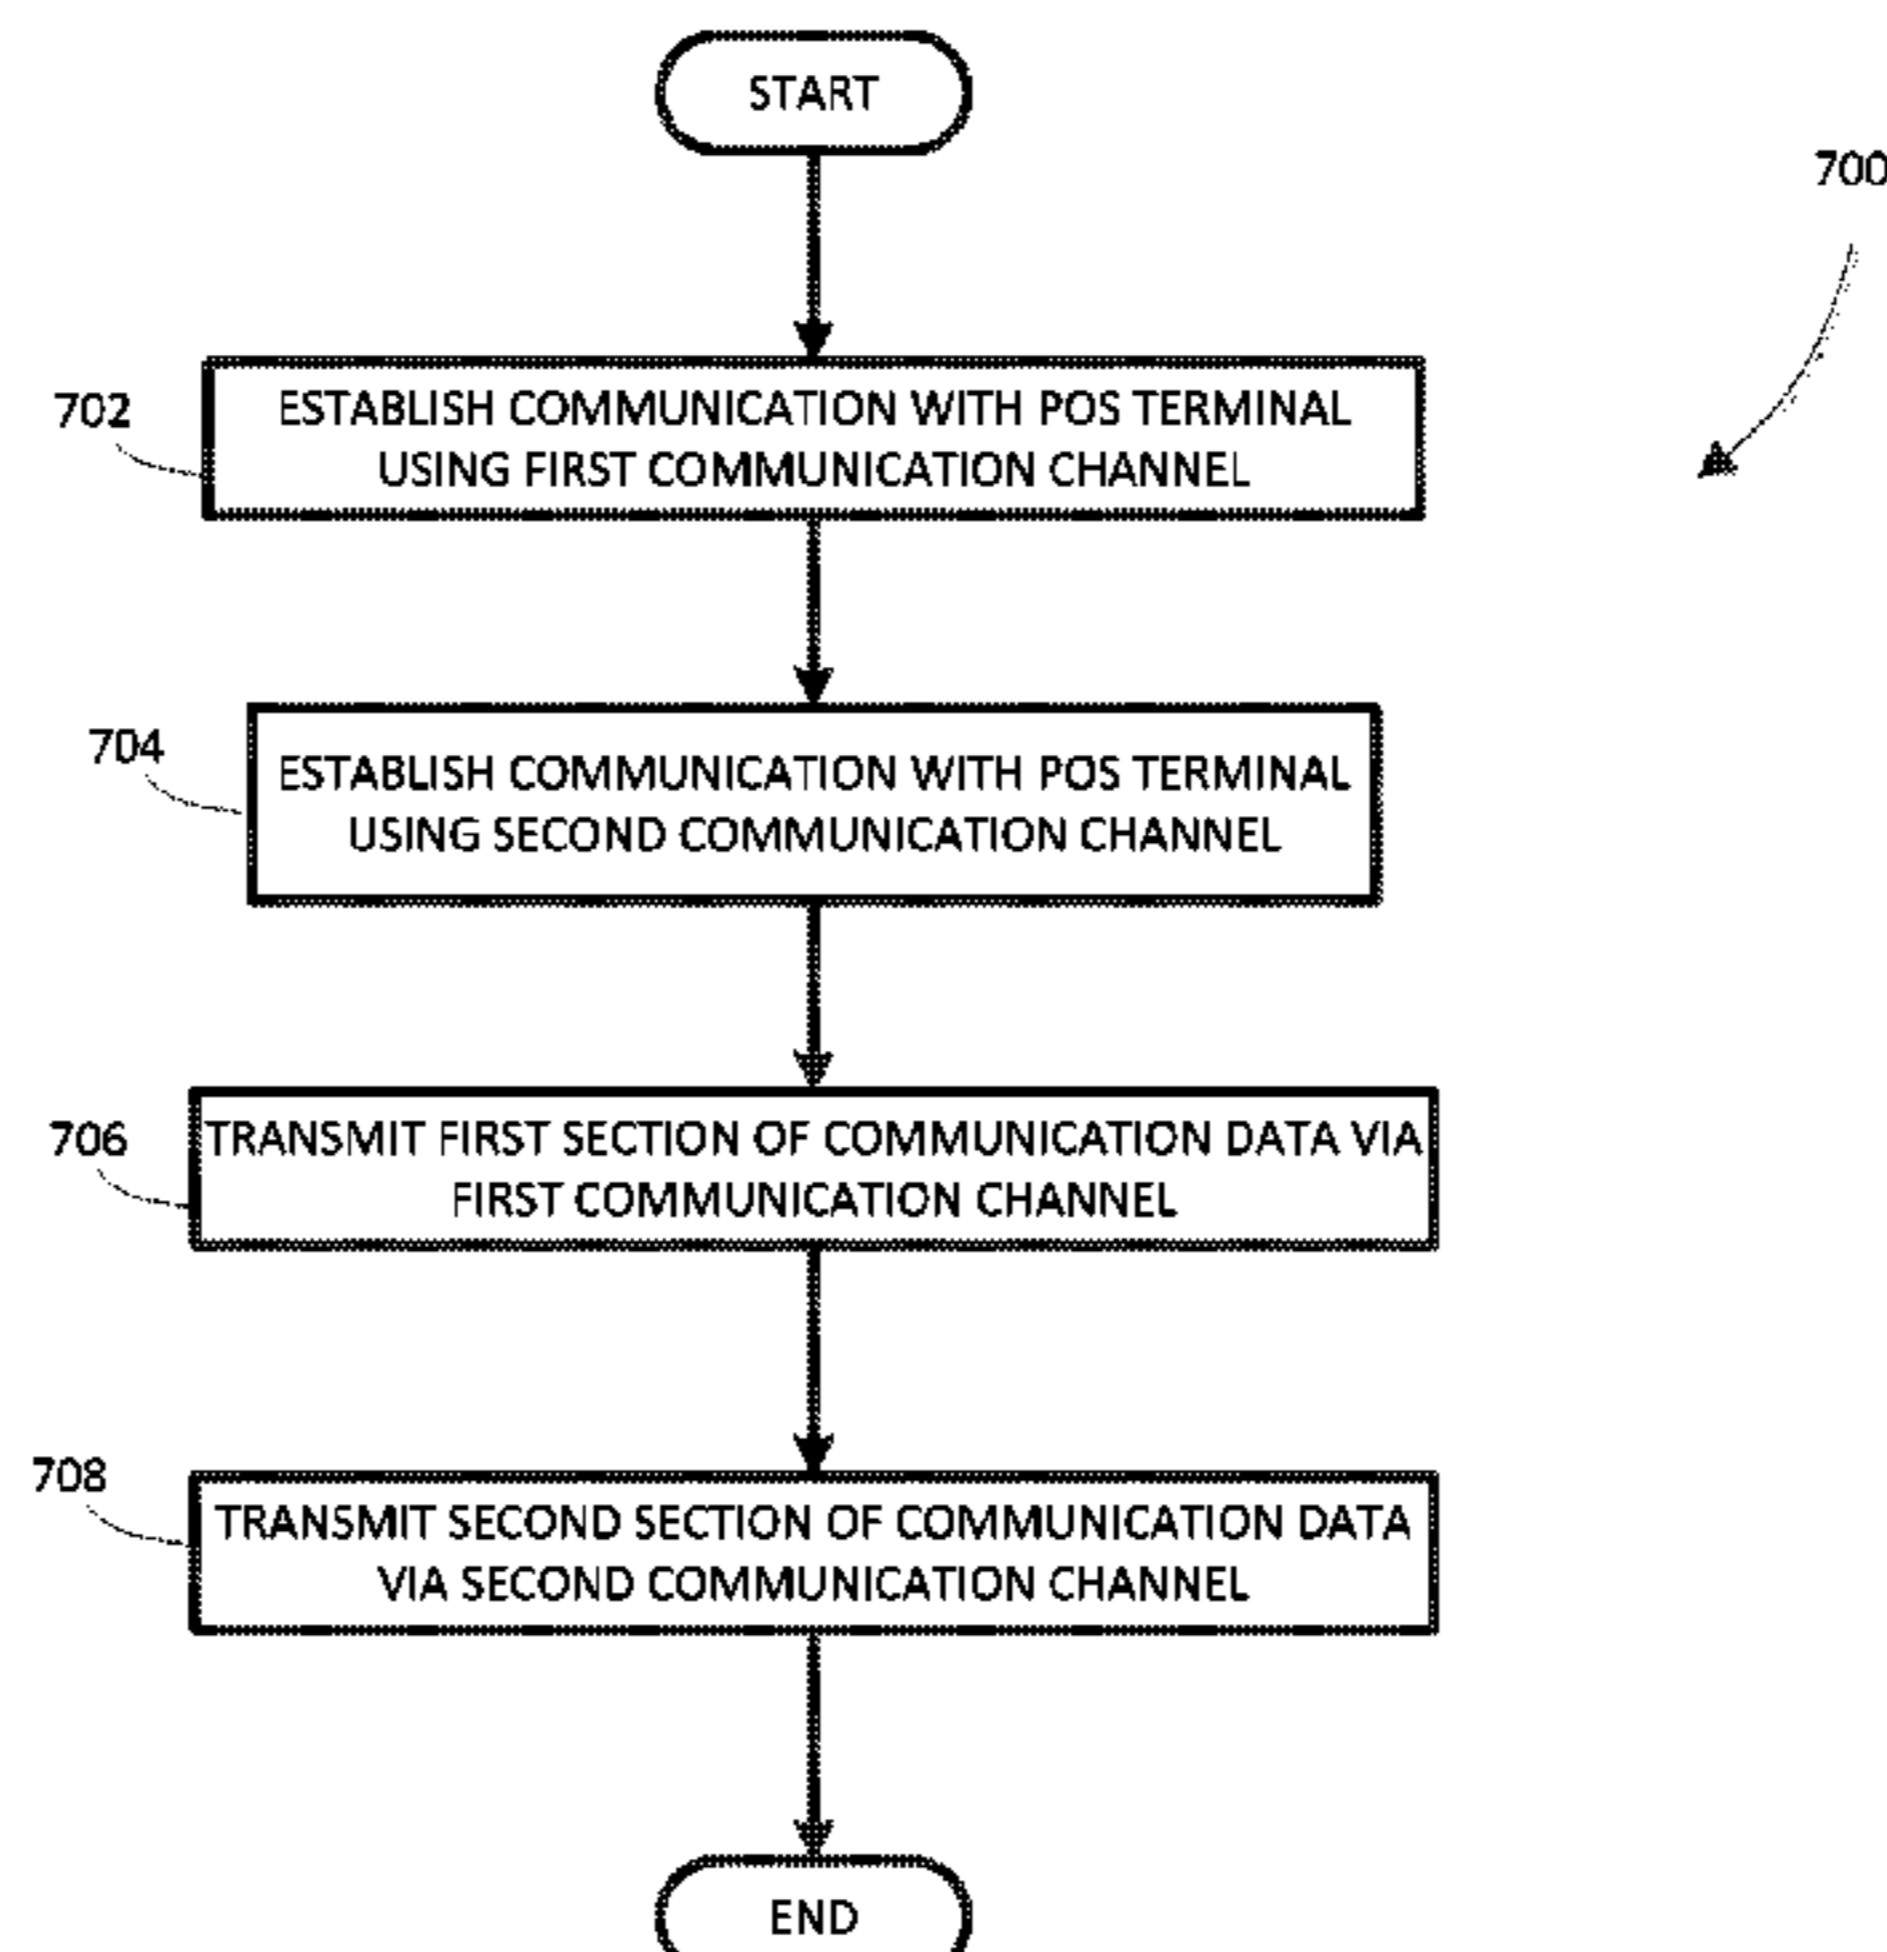 START
700
702
ESTABLISH COMMUNICATION WITH POS TERMINAL
USING FIRST COMMUNICATION CHANNEL
704
ESTABLISH COMMUNICATION WITH POS TERMINAL
USING SECOND COMMUNICATION CHANNEL
706
TRANSMIT FIRST SECTION OF COMMUNICATION DATA VIA
FIRST COMMUNICATION CHANNEL
708
TRANSMIT SECOND SECTION OF COMMUNICATION DATA
VIA SECOND COMMUNICATION CHANNEL
END